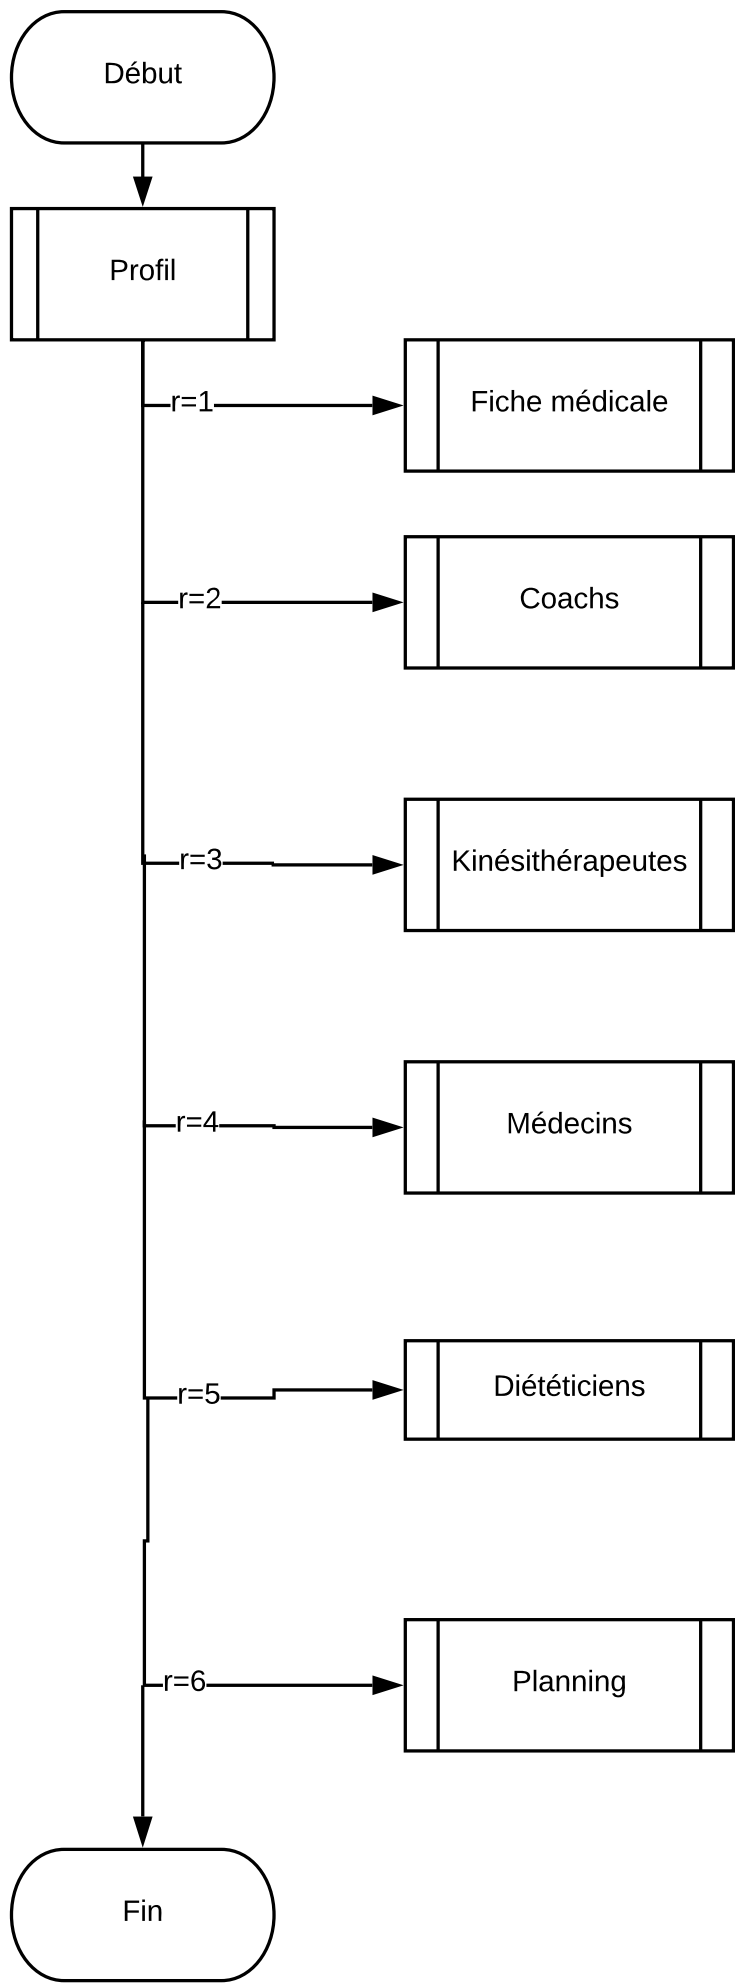 Début
Profil
r=1
Fiche médicale
r=2
Coachs
r=3
Kinésithérapeutes
r=4
Médecins
r=5
Diététiciens
r=6
Planning
Fin